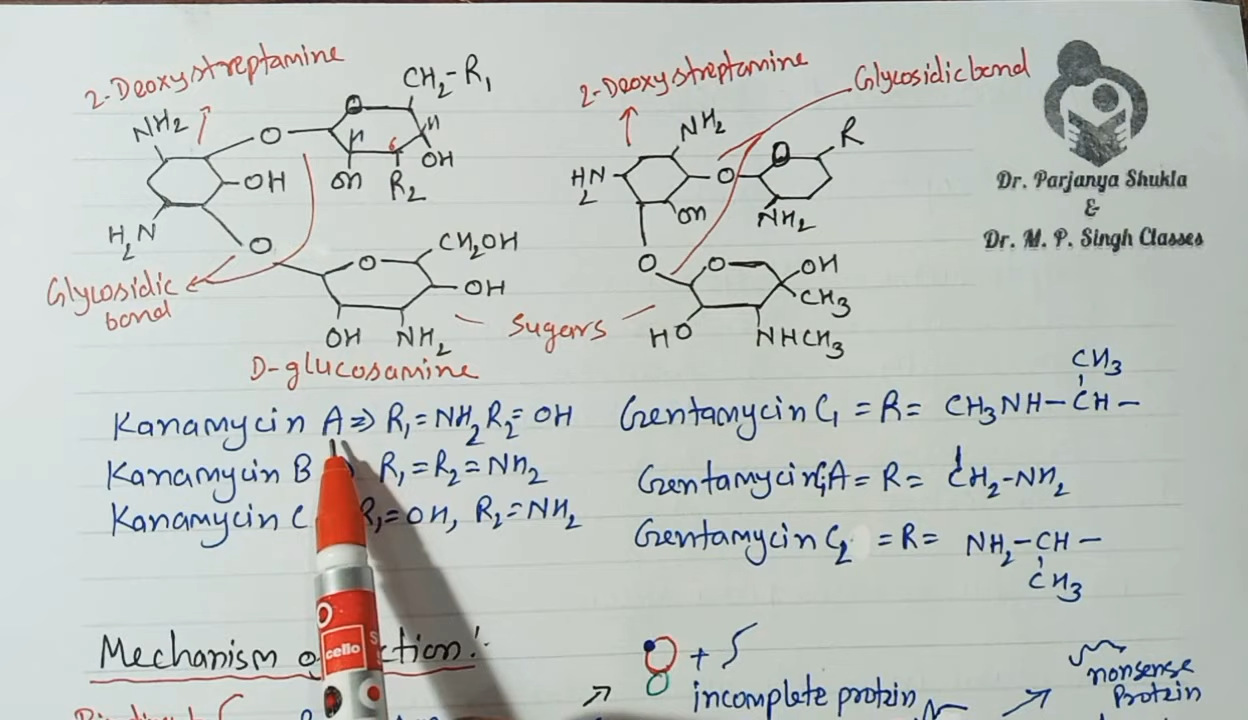 2-Deoxystreptamine
CH2-R1
NH2
O
O
H
H
OH
OH
OH
R2
H2N
O
Glycosidic
bond
O
CH2OH
OH
OH
NH2
D-glucosamine
2-Deoxystreptamine
Glycosidic bond
NH2
R
H2N
O
O
OH
NH2
O
O
OH
CH3
HO
NHCH3
Sugars
Dr. Parjanya Shukla
&
Dr. M. P. Singh Classes
Kanamycin A => R1 = NH2 R2 = OH
Kanamycin B R1 = R2 = NH2
Kanamycin C R1 = OH, R2 = NH2
CH3
Gentamycin C1 = R = CH3NH-CH-
Gentamycin C1A = R = CH2-NH2
Gentamycin C2 = R = NH2-CH-
CH3
Mechanism
cello
+
incomplete protein
nonsense
Protein